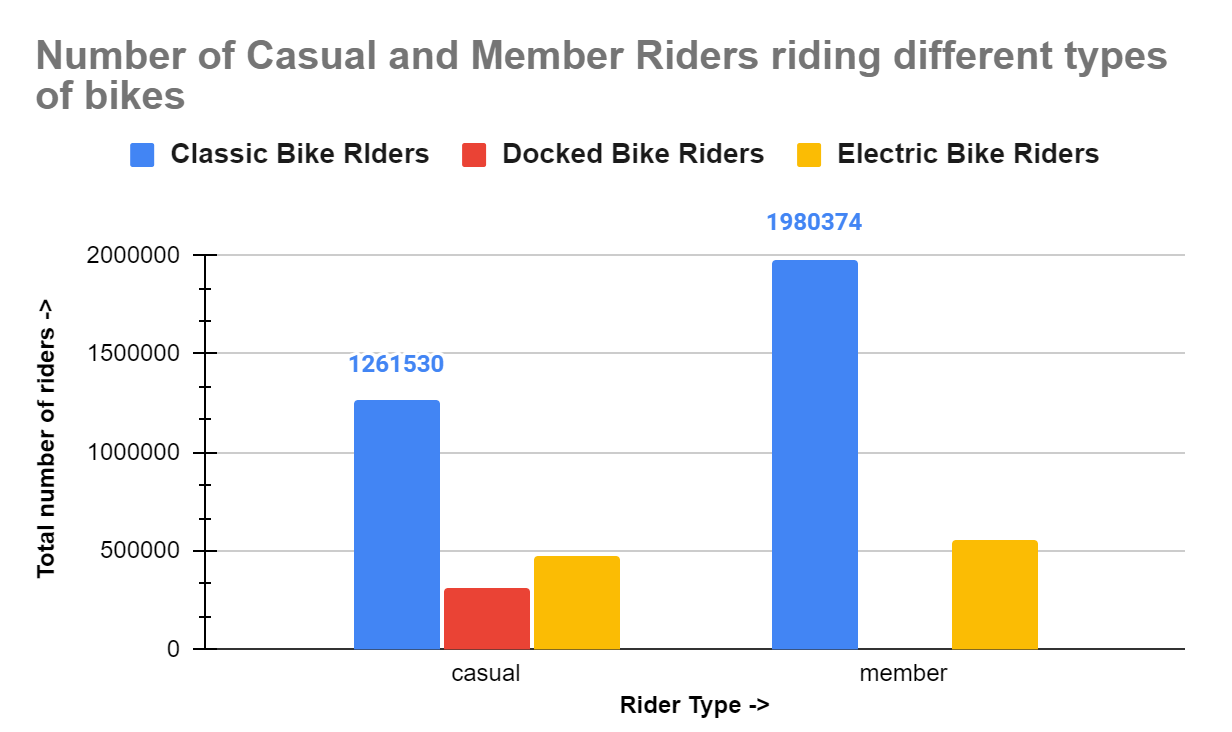 Number of Casual and Member Riders riding different types
of bikes
Classic Bike RIders
Docked Bike Riders
Electric Bike Riders
1980374
2000000
1500000
1261530
1000000
500000
0
Total number of riders ->
casual
member
Rider Type ->